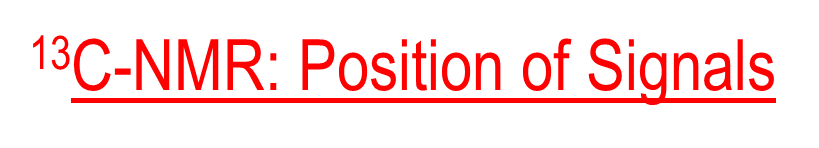 ¹³C-NMR: Position of Signals